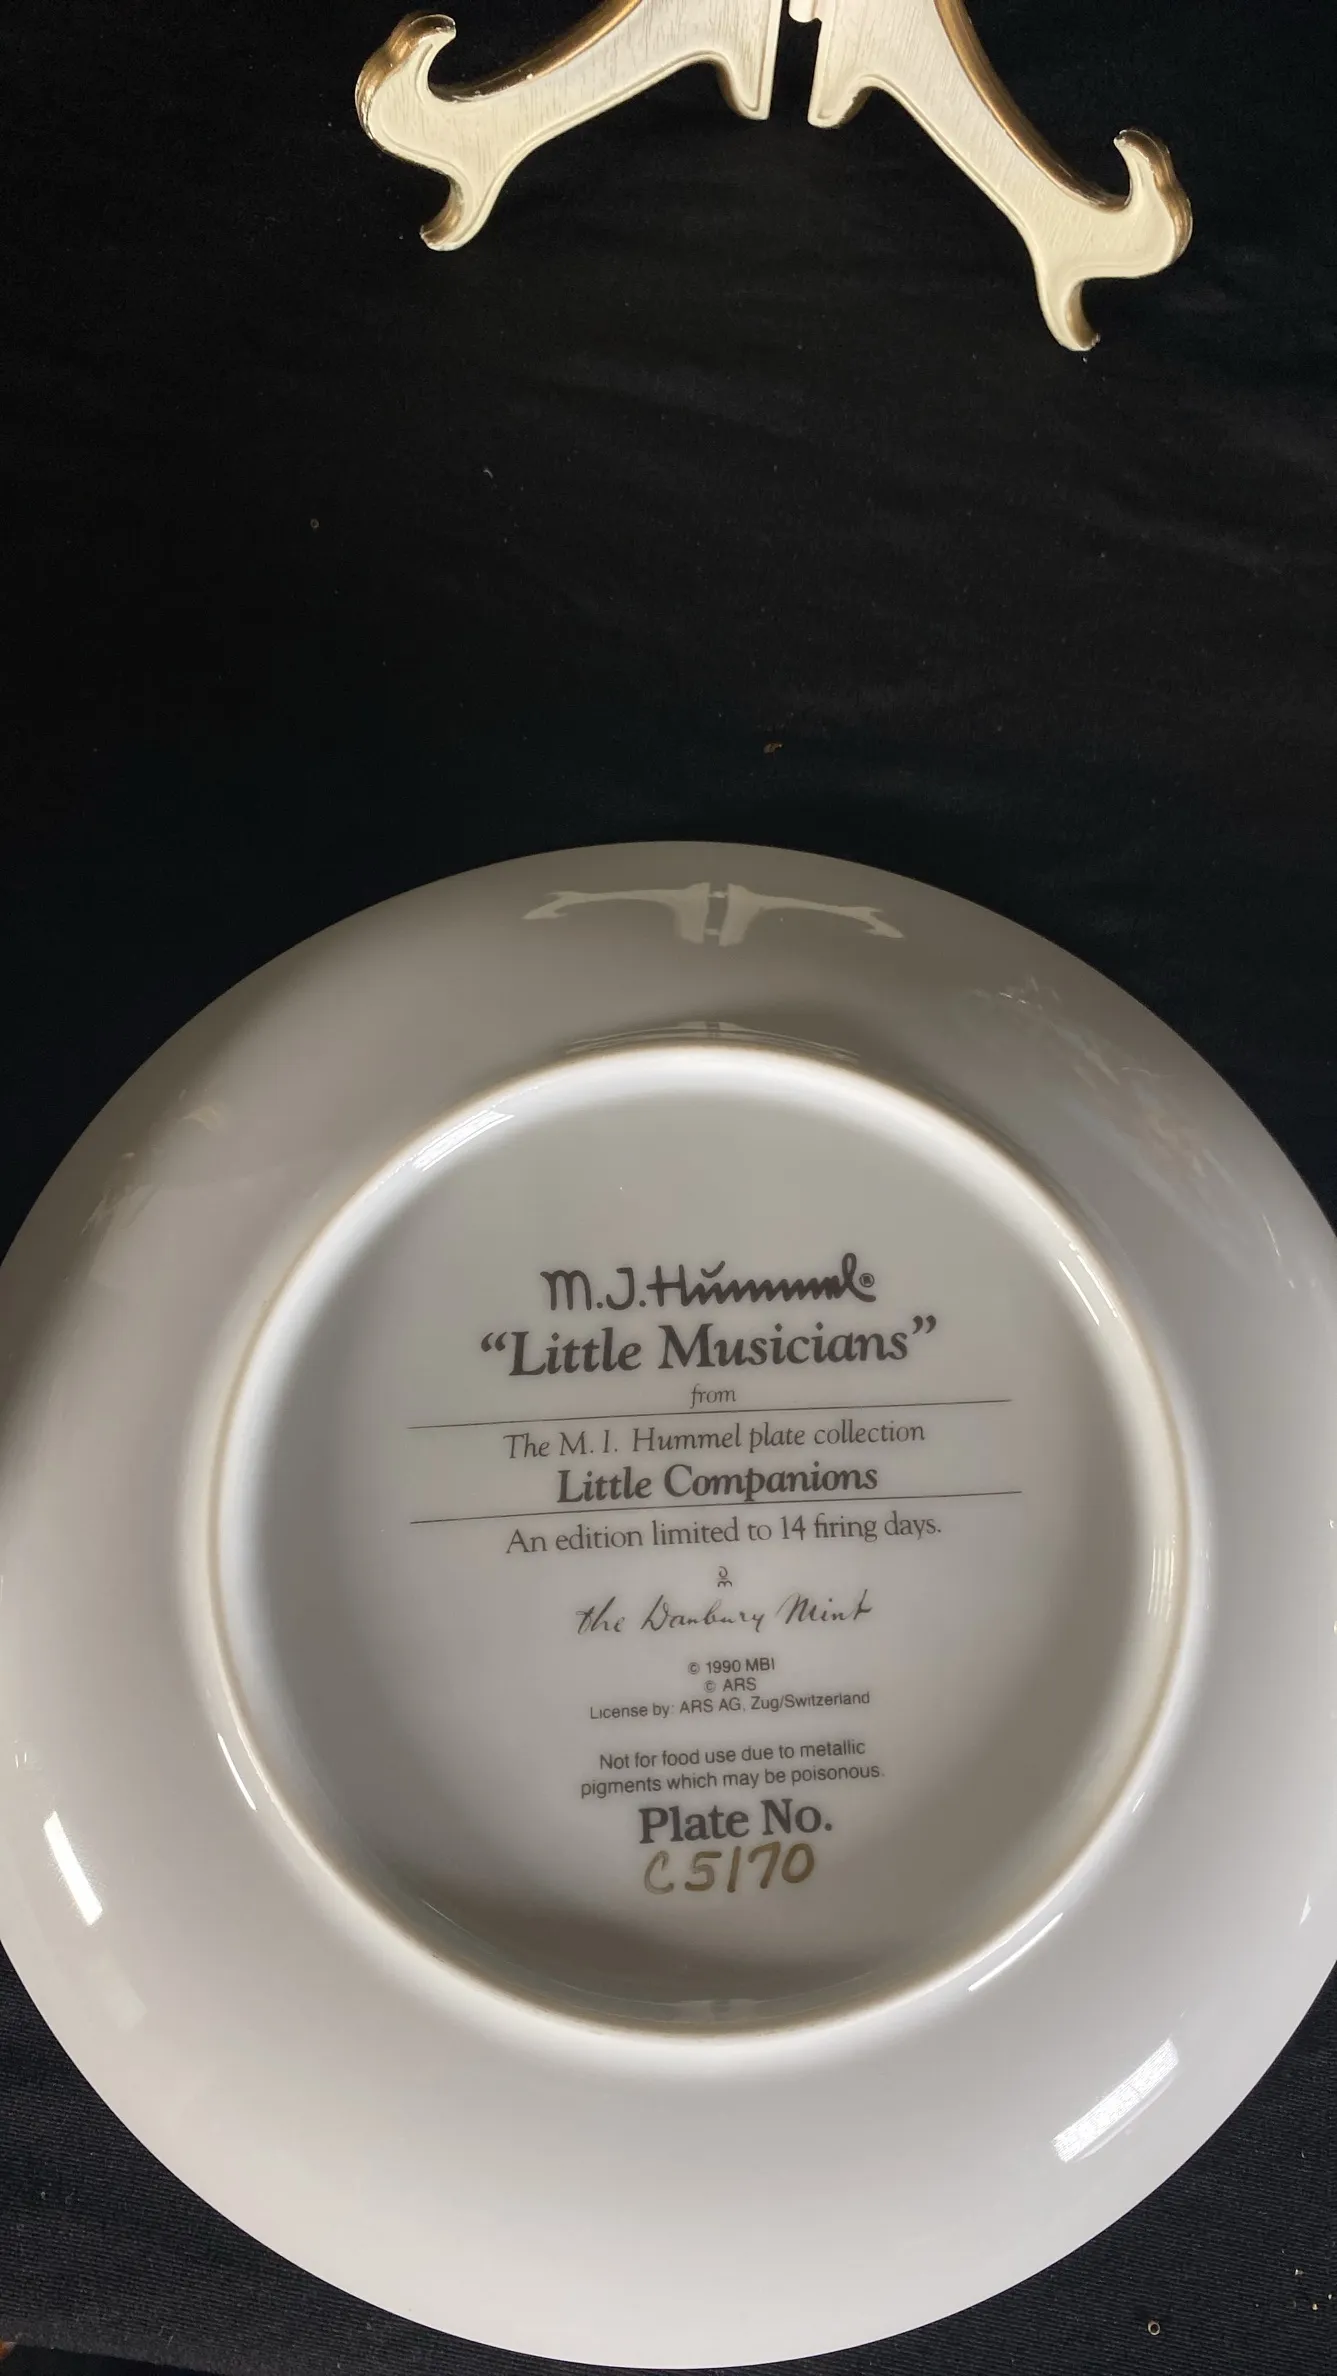 M.J.Hummel®
“Little Musicians”
from
The M. I. Hummel plate collection
Little Companions
An edition limited to 14 firing days.
the Danbury Mint
© 1990 MBI
© ARS
License by: ARS AG, Zug/Switzerland
Not for food use due to metallic
pigments which may be poisonous.
Plate No.
C5170